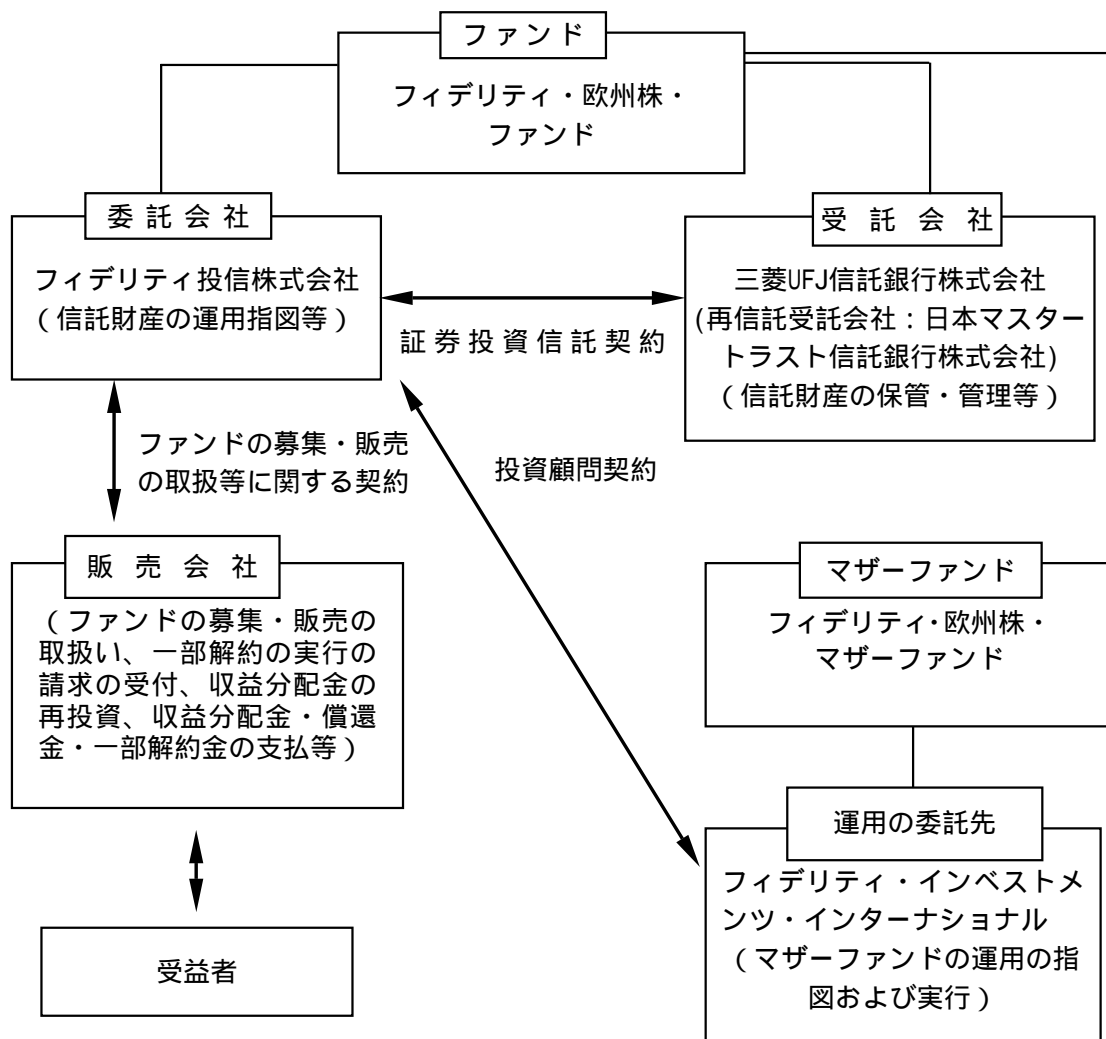 ファンド
フィデリティ・欧州株・
ファンド
委託会社
フィデリティ投信株式会社
（信託財産の運用指図等）
受託会社
三菱UFJ信託銀行株式会社
(再信託受託会社：日本マスター
トラスト信託銀行株式会社)
（信託財産の保管・管理等）
証券投資信託契約
ファンドの募集・販売
の取扱等に関する契約
投資顧問契約
販売会社
（ファンドの募集・販売の
取扱い、一部解約の実行の
請求の受付、収益分配金の
再投資、収益分配金・償還
金・一部解約金の支払等）
マザーファンド
フィデリティ・欧州株・
マザーファンド
運用の委託先
フィデリティ・インベストメ
ンツ・インターナショナル
（マザーファンドの運用の指
図および実行）
受益者